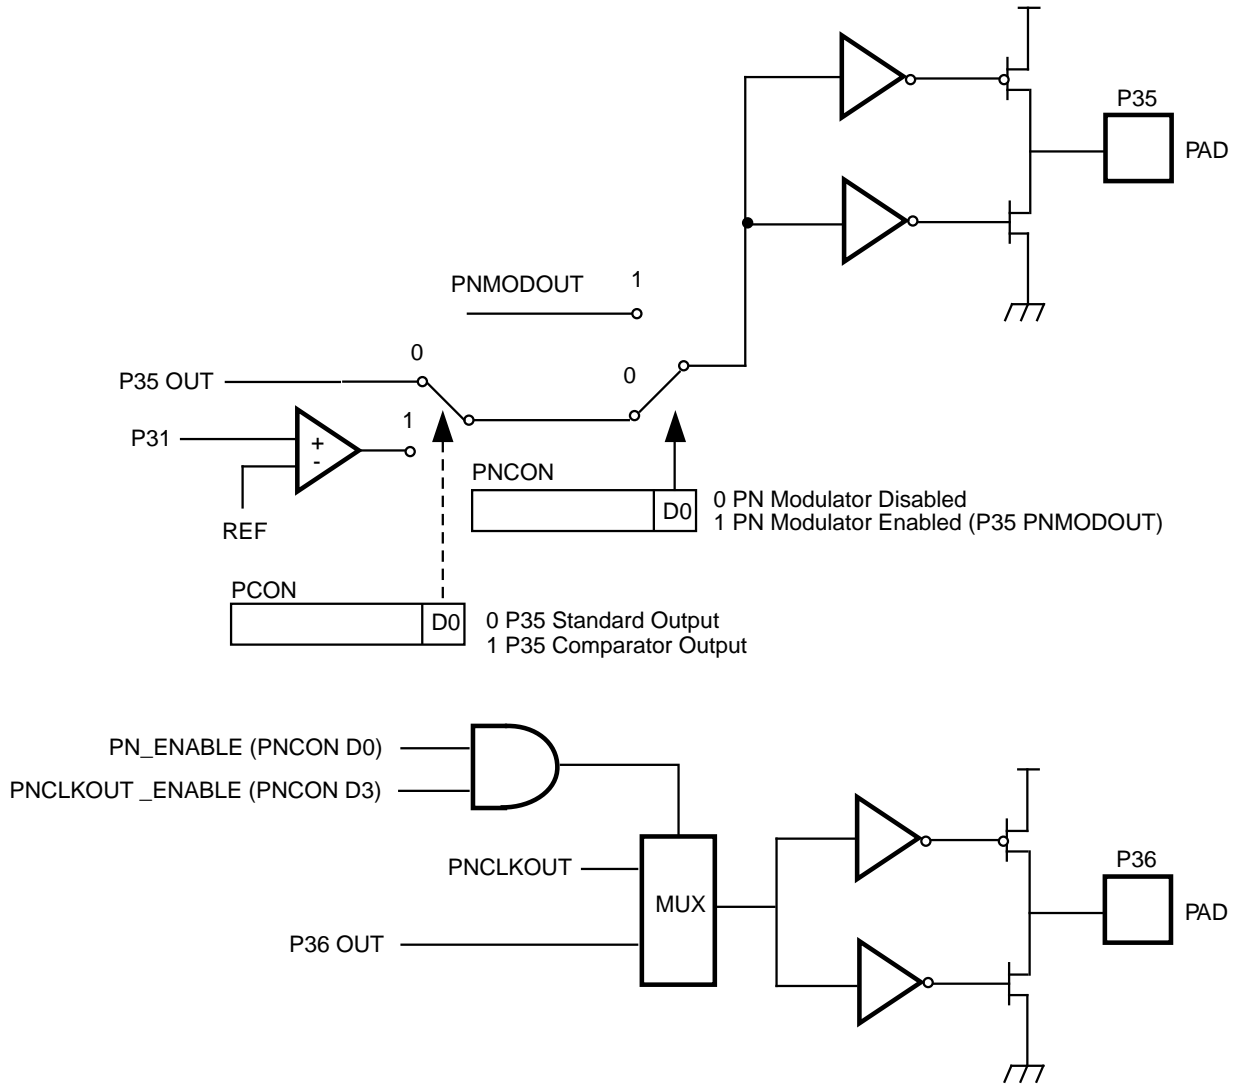 P35
PAD
PNMODOUT
1
0
0
P35 OUT
1
P31
+
-
REF
PNCON
D0
0 PN Modulator Disabled
1 PN Modulator Enabled (P35 PNMODOUT)
PCON
D0
0 P35 Standard Output
1 P35 Comparator Output
PN_ENABLE (PNCON D0)
PNCLKOUT _ENABLE (PNCON D3)
PNCLKOUT
MUX
P36 OUT
P36
PAD